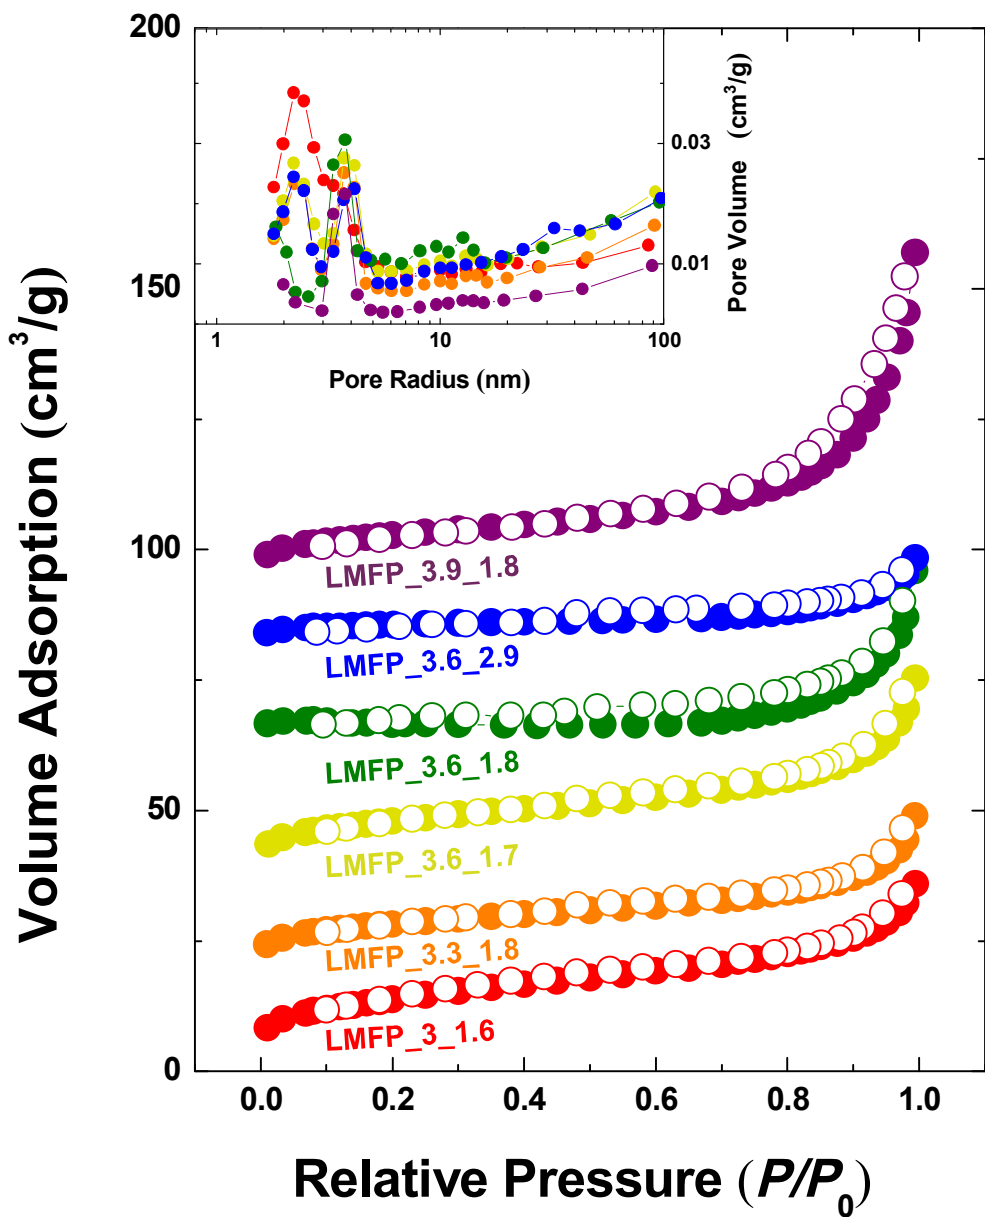 200
150
100
50
0
Volume Adsorption (cm³/g)
0.03
0.01
Pore Volume (cm³/g)
1 10 100
Pore Radius (nm)
LMFP_3.9_1.8
LMFP_3.6_2.9
LMFP_3.6_1.8
LMFP_3.6_1.7
LMFP_3.3_1.8
LMFP_3_1.6
0.0 0.2 0.4 0.6 0.8 1.0
Relative Pressure (P/P₀)